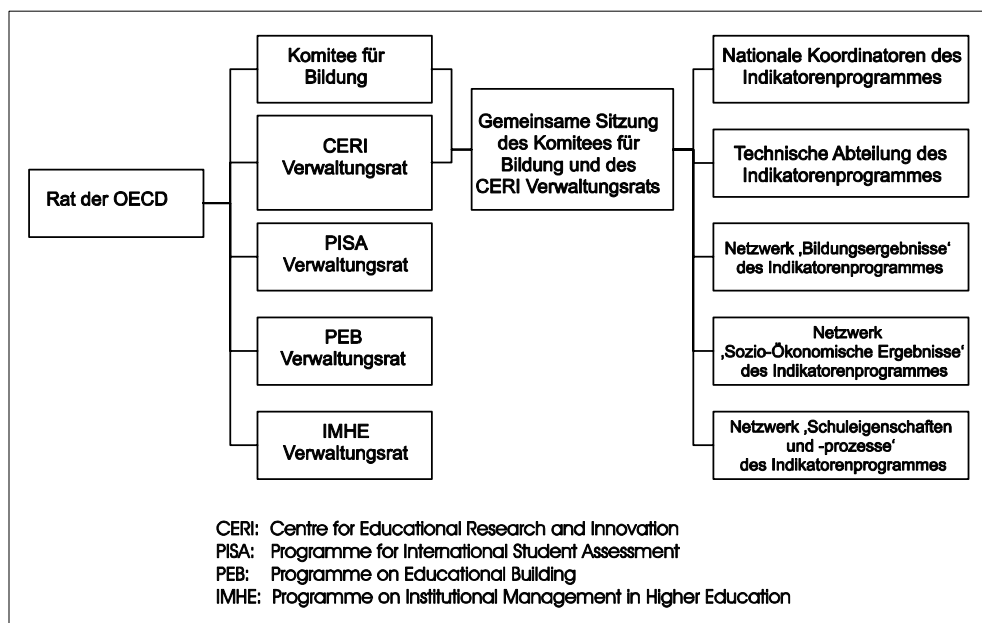 Rat der OECD
Komitee für
Bildung
CERI
Verwaltungsrat
PISA
Verwaltungsrat
PEB
Verwaltungsrat
IMHE
Verwaltungsrat
Gemeinsame Sitzung
des Komitees für
Bildung und des
CERI Verwaltungsrats
Nationale Koordinatoren des
Indikatorenprogrammes
Technische Abteilung des
Indikatorenprogrammes
Netzwerk ‚Bildungsergebnisse‘
des Indikatorenprogrammes
Netzwerk
‚Sozio-Ökonomische Ergebnisse‘
des Indikatorenprogrammes
Netzwerk ‚Schuleigenschaften
und -prozesse‘
des Indikatorenprogrammes
CERI: Centre for Educational Research and Innovation
PISA: Programme for International Student Assessment
PEB: Programme on Educational Building
IMHE: Programme on Institutional Management in Higher Education